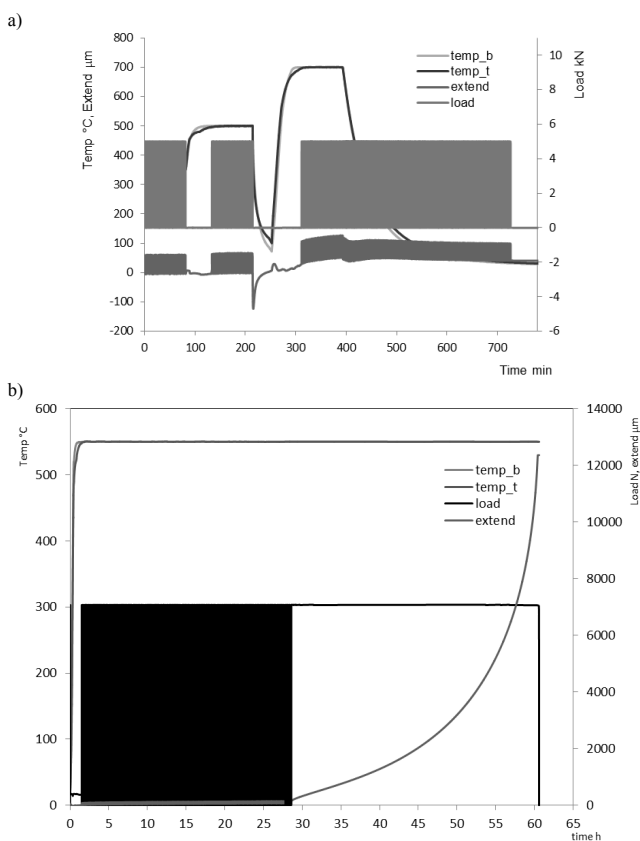 a)
Temp °C, Extend µm
800
700
600
500
400
300
200
100
0
-100
-200
0 100 200 300 400 500 600 700
Time min
temp_b
temp_t
extend
load
Load kN
10
8
6
4
2
0
-2
-4
-6
b)
Temp °C
600
500
400
300
200
100
0
0 5 10 15 20 25 30 35 40 45 50 55 60 65
time h
temp_b
temp_t
load
extend
Load N, extend µm
14000
12000
10000
8000
6000
4000
2000
0